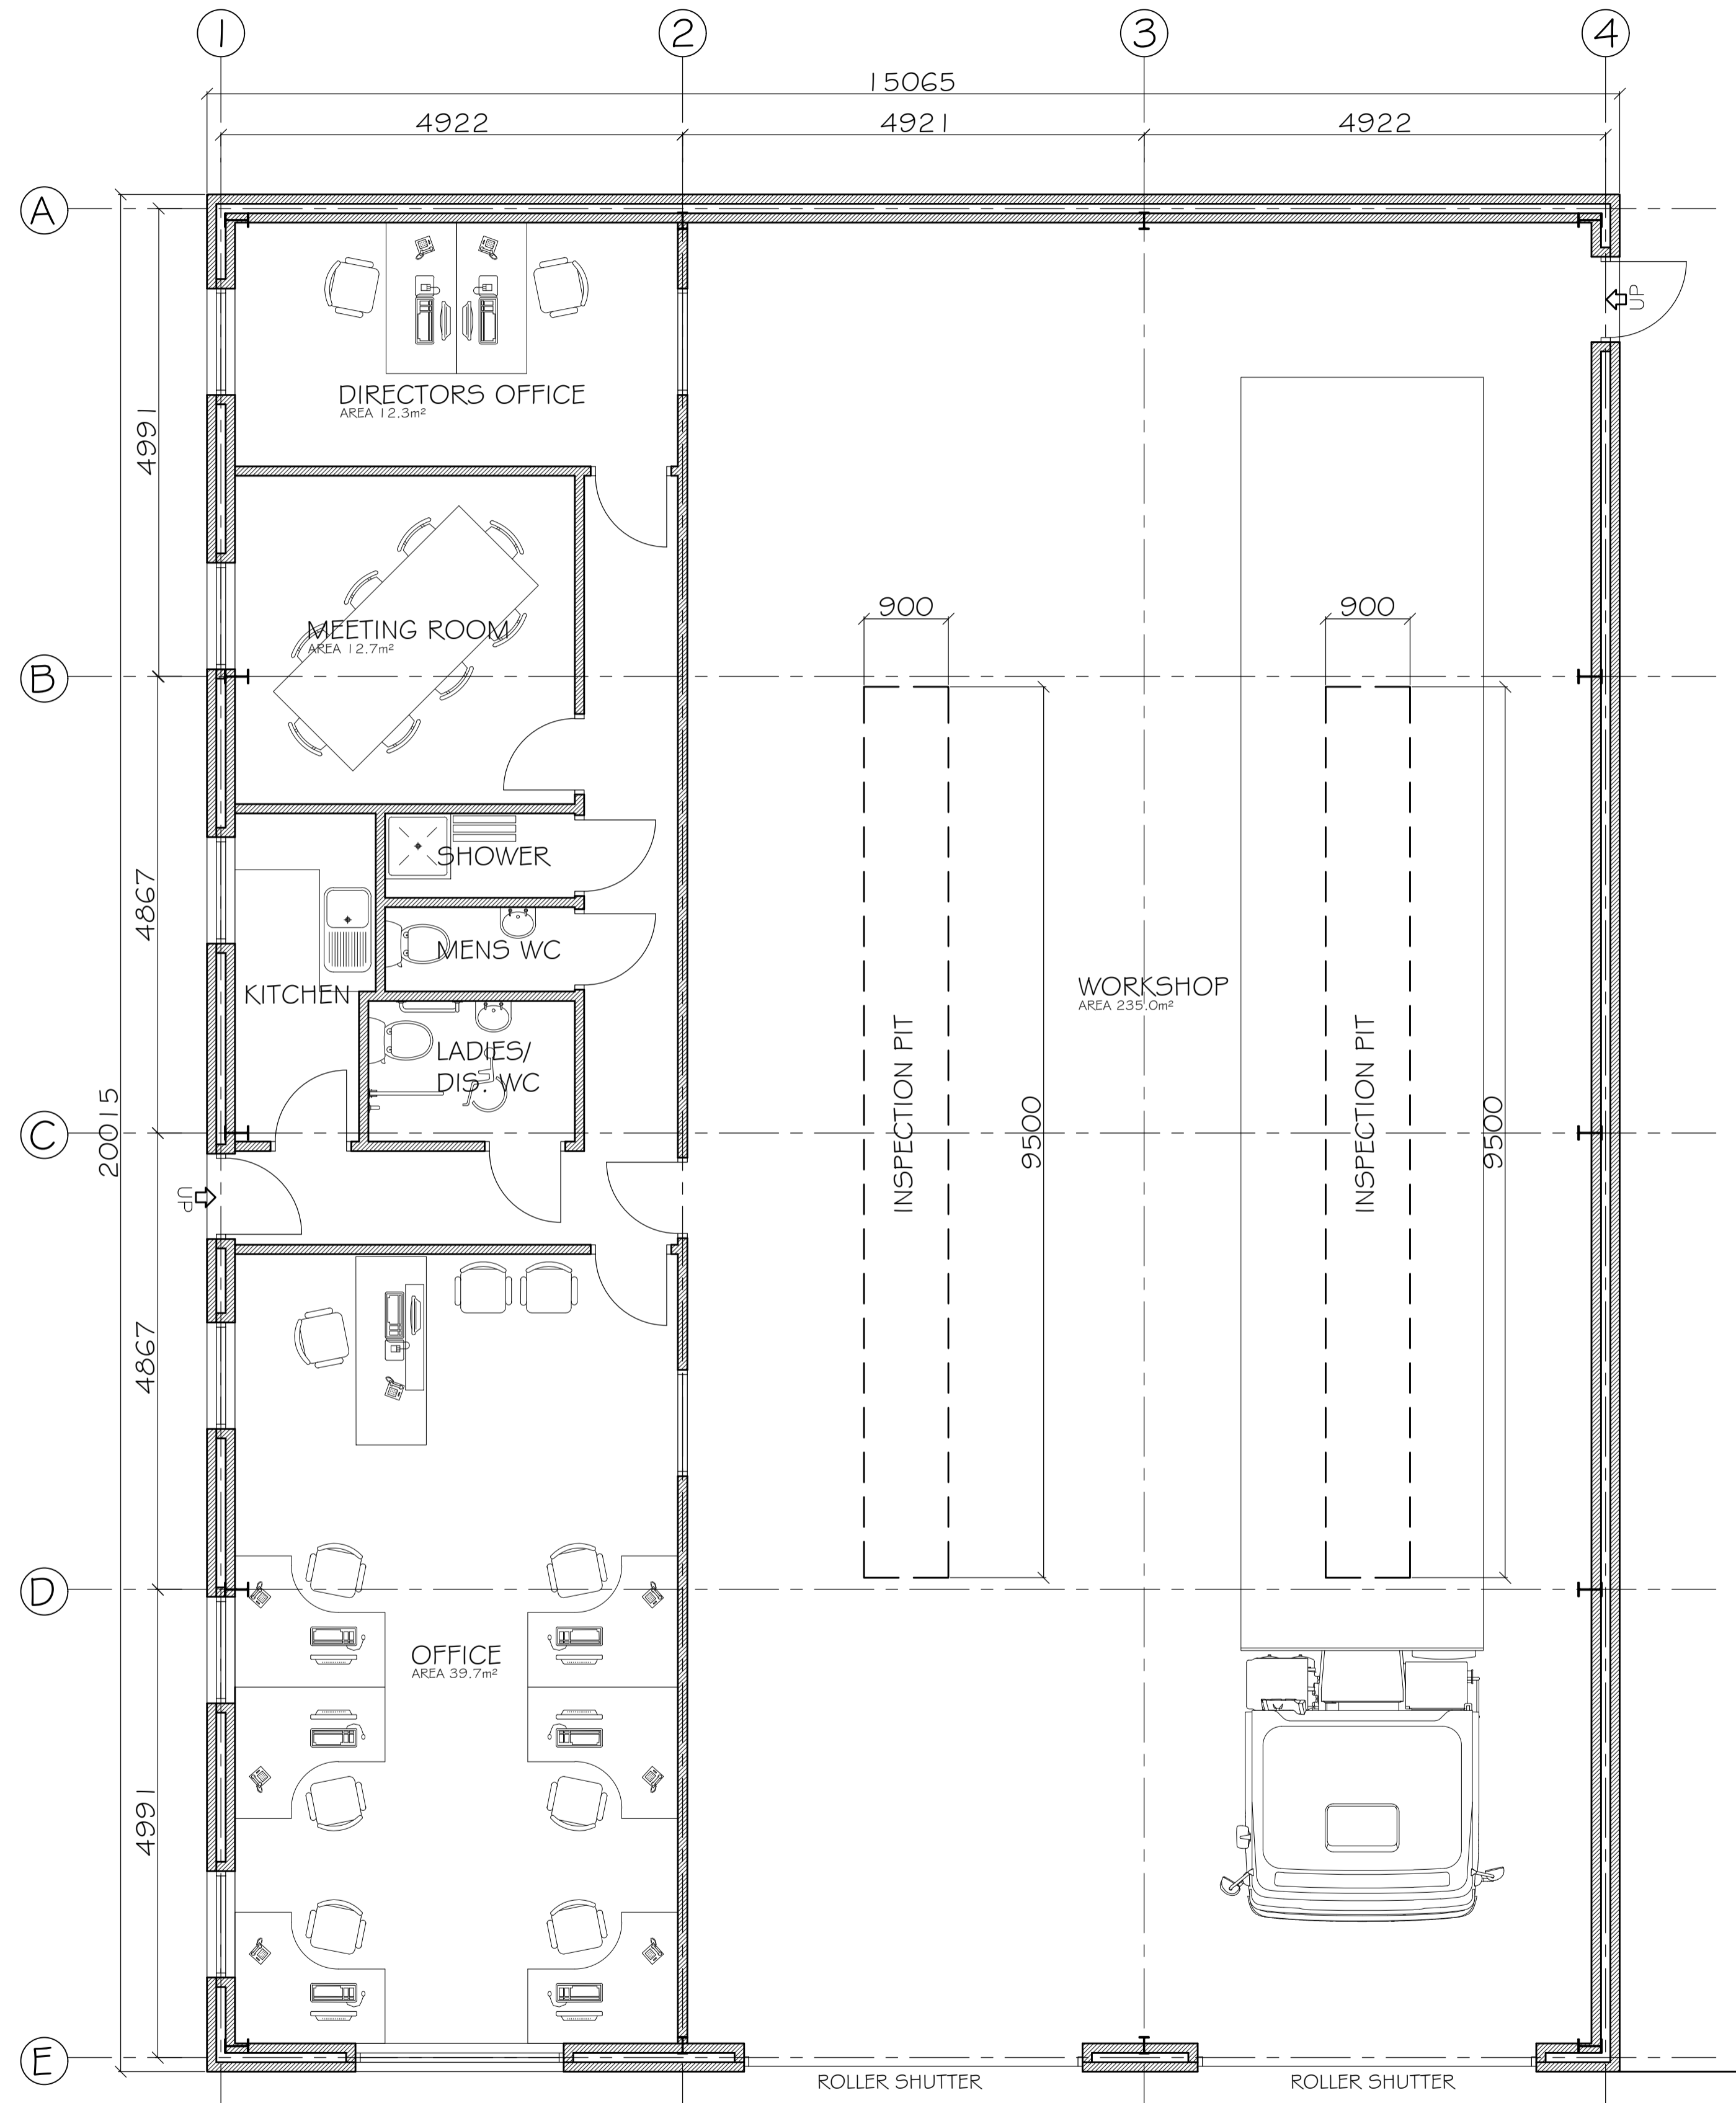 1
2
3
4
15065
4922
4921
4922
A
UP
DIRECTORS OFFICE
AREA 12.3m²
4991
900
900
MEETING ROOM
AREA 12.7m²
B
SHOWER
4867
MENS WC
KITCHEN
WORKSHOP
AREA 235.0m²
INSPECTION PIT
INSPECTION PIT
LADIES/
DIS. WC
9500
9500
C
20015
UP
4867
D
OFFICE
AREA 39.7m²
4991
E
ROLLER SHUTTER
ROLLER SHUTTER